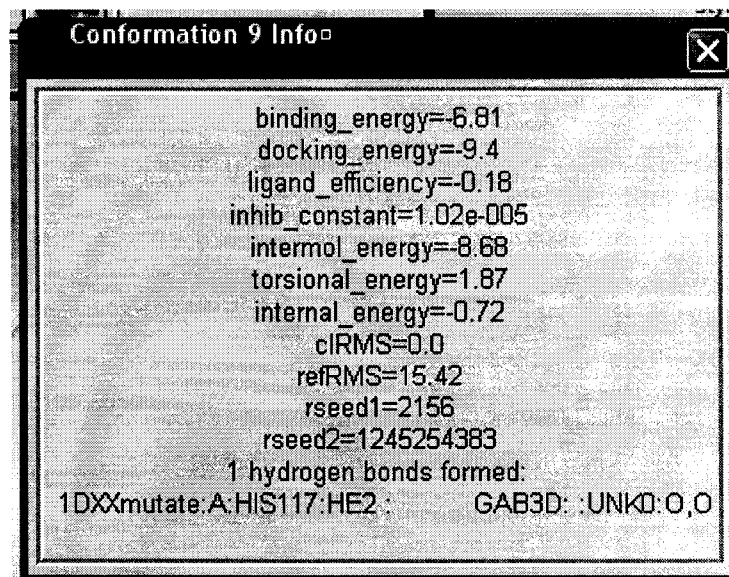 Conformation 9 Info
binding_energy=-6.81
docking_energy=-9.4
ligand_efficiency=-0.18
inhib_constant=1.02e-005
intermol_energy=-8.68
torsional_energy=1.87
internal_energy=-0.72
clRMS=0.0
refRMS=15.42
rseed1=2156
rseed2=1245254383
1 hydrogen bonds formed:
1DXXmutate:A:HIS117:HE2 : GAB3D: :UNK0:O,O